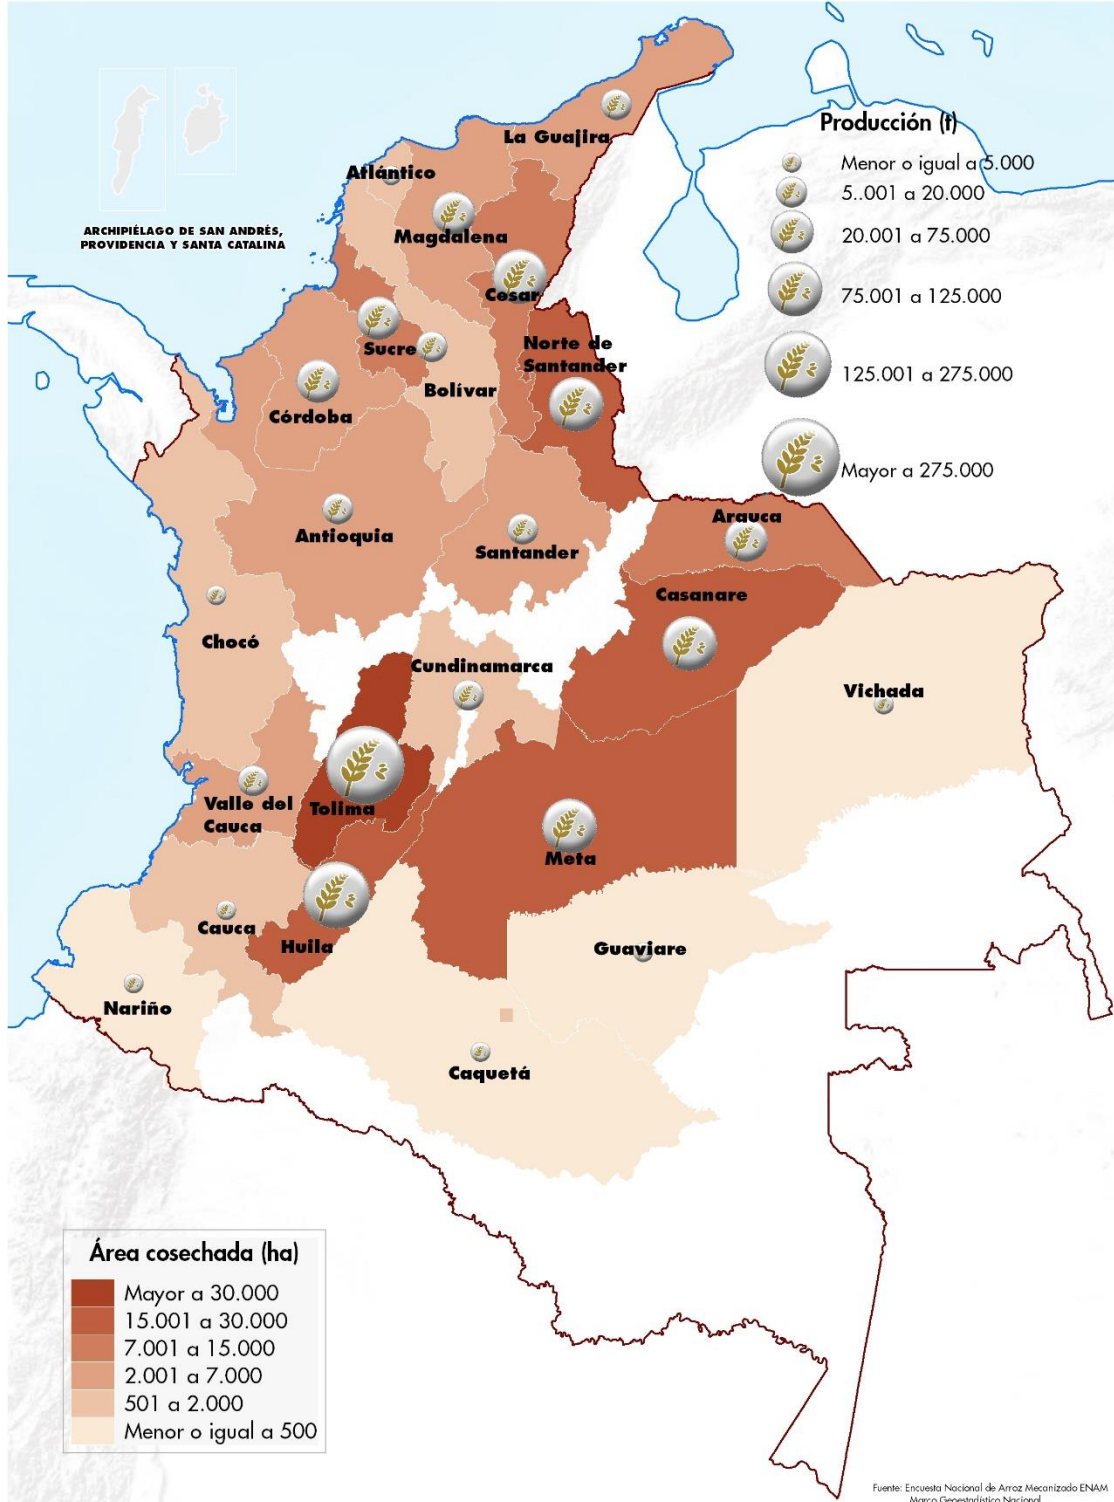 La Guajira
Producción (t)
Menor o igual a 5.000
5..001 a 20.000
20.001 a 75.000
75.001 a 125.000
125.001 a 275.000
Mayor a 275.000
Atlántico
ARCHIPIÉLAGO DE SAN ANDRÉS,
PROVIDENCIA Y SANTA CATALINA
Magdalena
Cesar
Sucre
Norte de
Santander
Bolívar
Córdoba
Antioquia
Santander
Arauca
Casanare
Chocó
Cundinamarca
Vichada
Valle del
Cauca
Tolima
Meta
Cauca
Huila
Guaviare
Nariño
Caquetá
Área cosechada (ha)
Mayor a 30.000
15.001 a 30.000
7.001 a 15.000
2.001 a 7.000
501 a 2.000
Menor o igual a 500
Fuente: Encuesta Nacional de Arroz Mecanizado ENAM
Marco Geoestadístico Nacional